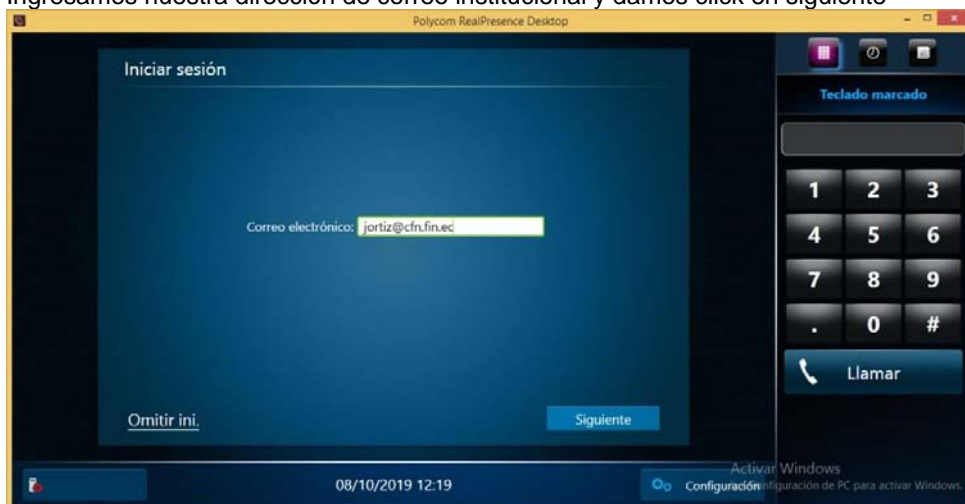 Ingresamos nuestra dirección de correo institucional y damos click en siguiente
Polycom RealPresence Desktop
Iniciar sesión
Correo electrónico: jortiz@cfn.fin.ec
Omitir ini.
Siguiente
Teclado marcado
1 2 3
4 5 6
7 8 9
. 0 #
Llamar
08/10/2019 12:19
Configuración
Activar Windows
para activar Windows.